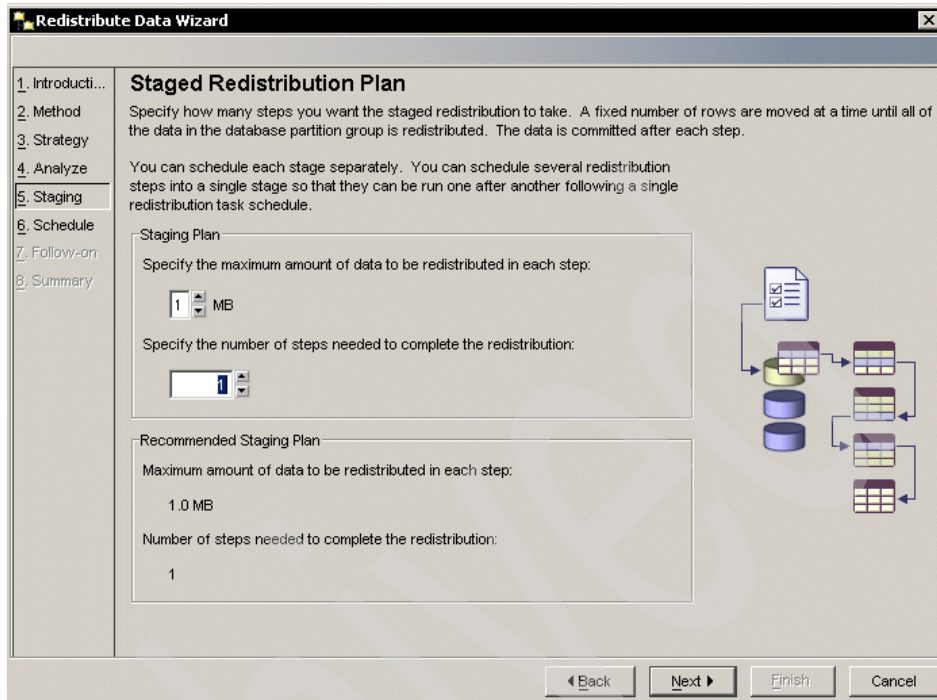 Redistribute Data Wizard
1. Introducti...
2. Method
3. Strategy
4. Analyze
5. Staging
6. Schedule
7. Follow-on
8. Summary
Staged Redistribution Plan
Specify how many steps you want the staged redistribution to take. A fixed number of rows are moved at a time until all of
the data in the database partition group is redistributed. The data is committed after each step.
You can schedule each stage separately. You can schedule several redistribution
steps into a single stage so that they can be run one after another following a single
redistribution task schedule.
Staging Plan
Specify the maximum amount of data to be redistributed in each step:
1 MB
Specify the number of steps needed to complete the redistribution:
1
Recommended Staging Plan
Maximum amount of data to be redistributed in each step:
1.0 MB
Number of steps needed to complete the redistribution:
1
Back Next Finish Cancel